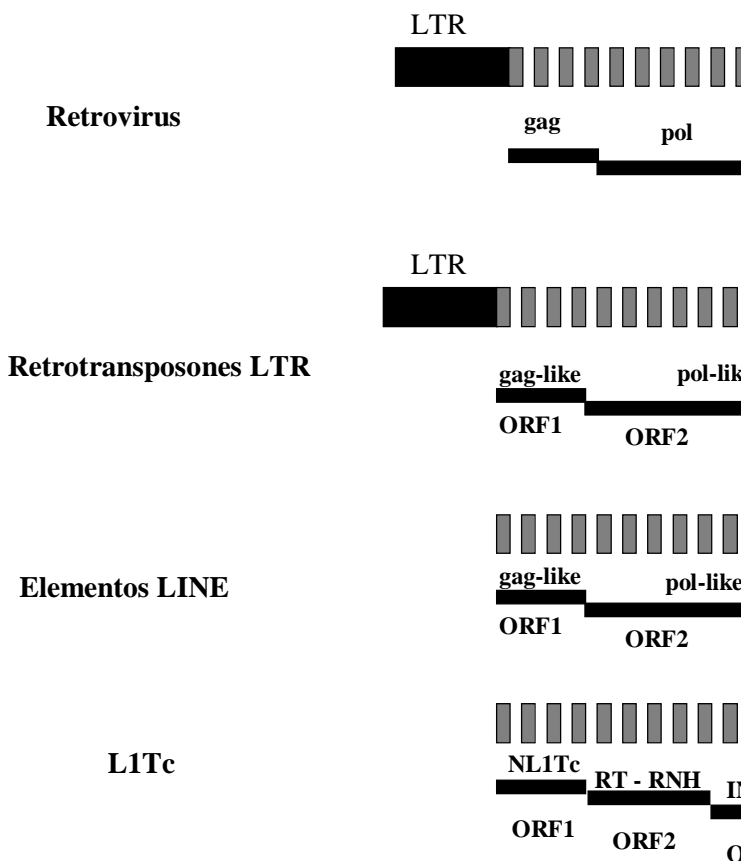 LTR
Retrovirus
gag pol
LTR
Retrotransposones LTR
gag-like
ORF1 ORF2
Elementos LINE
gag-like pol-like
ORF1 ORF2
L1Tc
NL1Tc RT - RNH
ORF1 ORF2